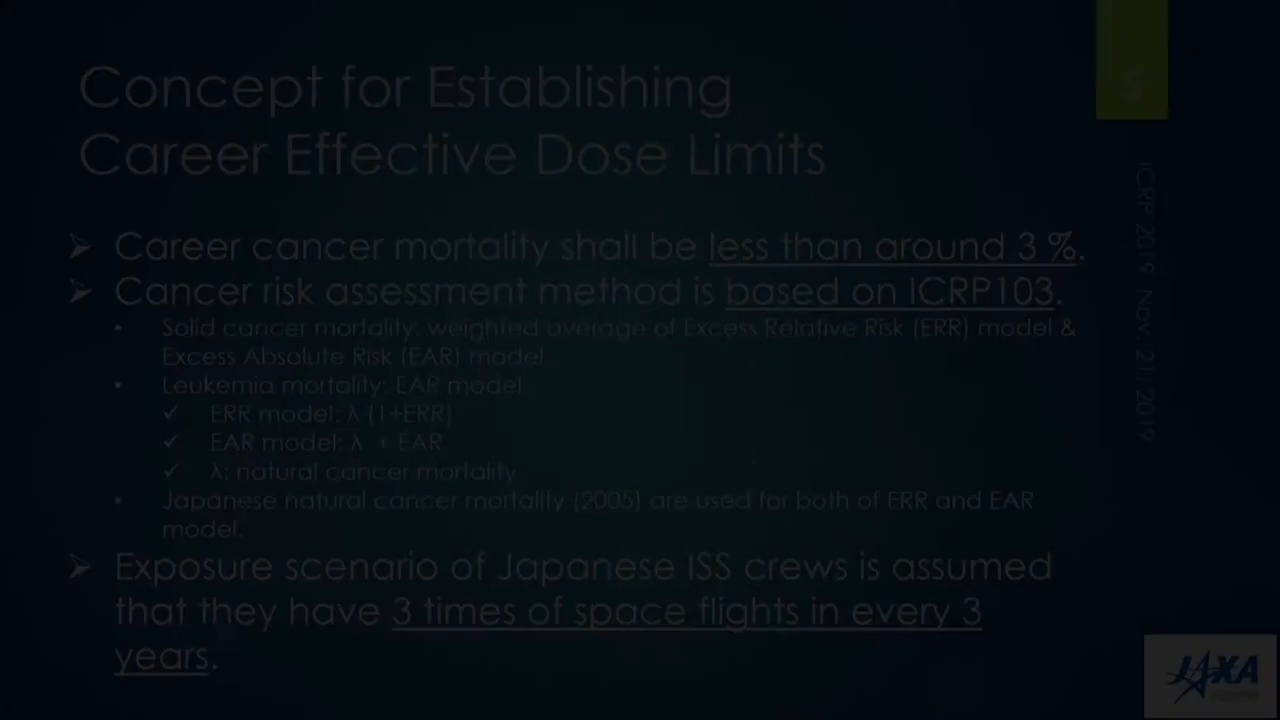 5
Concept for Establishing
Career Effective Dose Limits
➢ Career cancer mortality shall be less than around 3 %.
➢ Cancer risk assessment method is based on ICRP103.
• Solid cancer mortality: weighted average of Excess Relative Risk (ERR) model &
Excess Absolute Risk (EAR) model
• Leukemia mortality: EAR model
✓ ERR model: λ (1+ERR)
✓ EAR model: λ + EAR
✓ λ: natural cancer mortality
• Japanese natural cancer mortality (2005) are used for both of ERR and EAR
model.
➢ Exposure scenario of Japanese ISS crews is assumed
that they have 3 times of space flights in every 3
years.
ICRP 2019 Nov. 21, 2019
JAXA